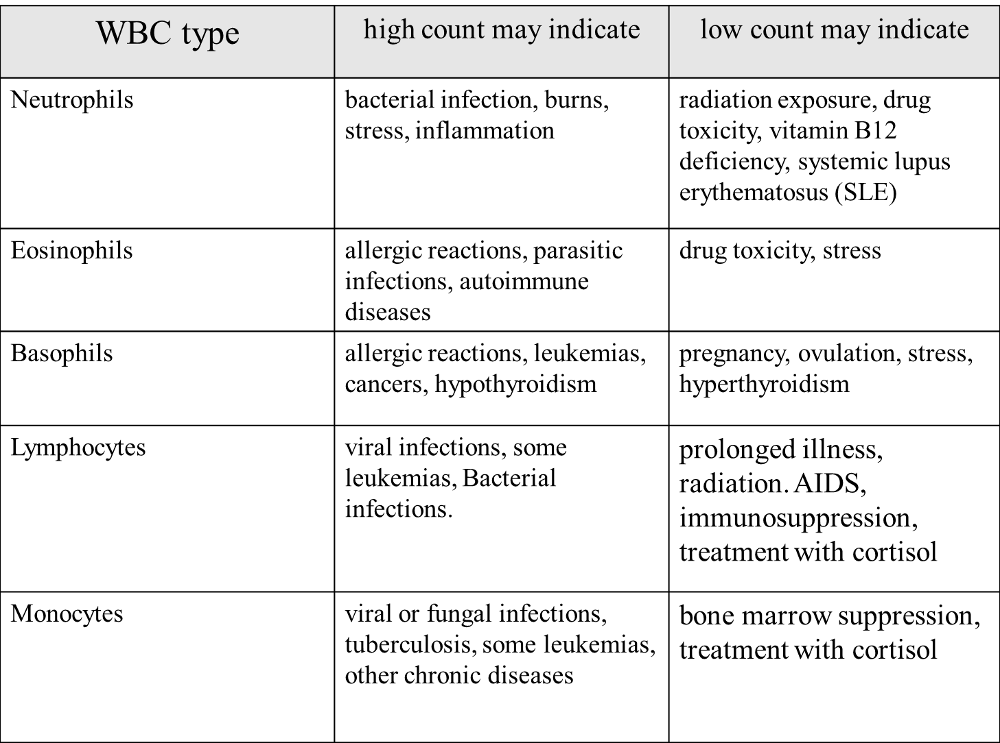 WBC type
high count may indicate
low count may indicate
Neutrophils
bacterial infection, burns,
stress, inflammation
radiation exposure, drug
toxicity, vitamin B12
deficiency, systemic lupus
erythematosus (SLE)
Eosinophils
allergic reactions, parasitic
infections, autoimmune
diseases
drug toxicity, stress
Basophils
allergic reactions, leukemias,
cancers, hypothyroidism
pregnancy, ovulation, stress,
hyperthyroidism
Lymphocytes
viral infections, some
leukemias, Bacterial
infections.
prolonged illness,
radiation. AIDS,
immunosuppression,
treatment with cortisol
Monocytes
viral or fungal infections,
tuberculosis, some leukemias,
other chronic diseases
bone marrow suppression,
treatment with cortisol